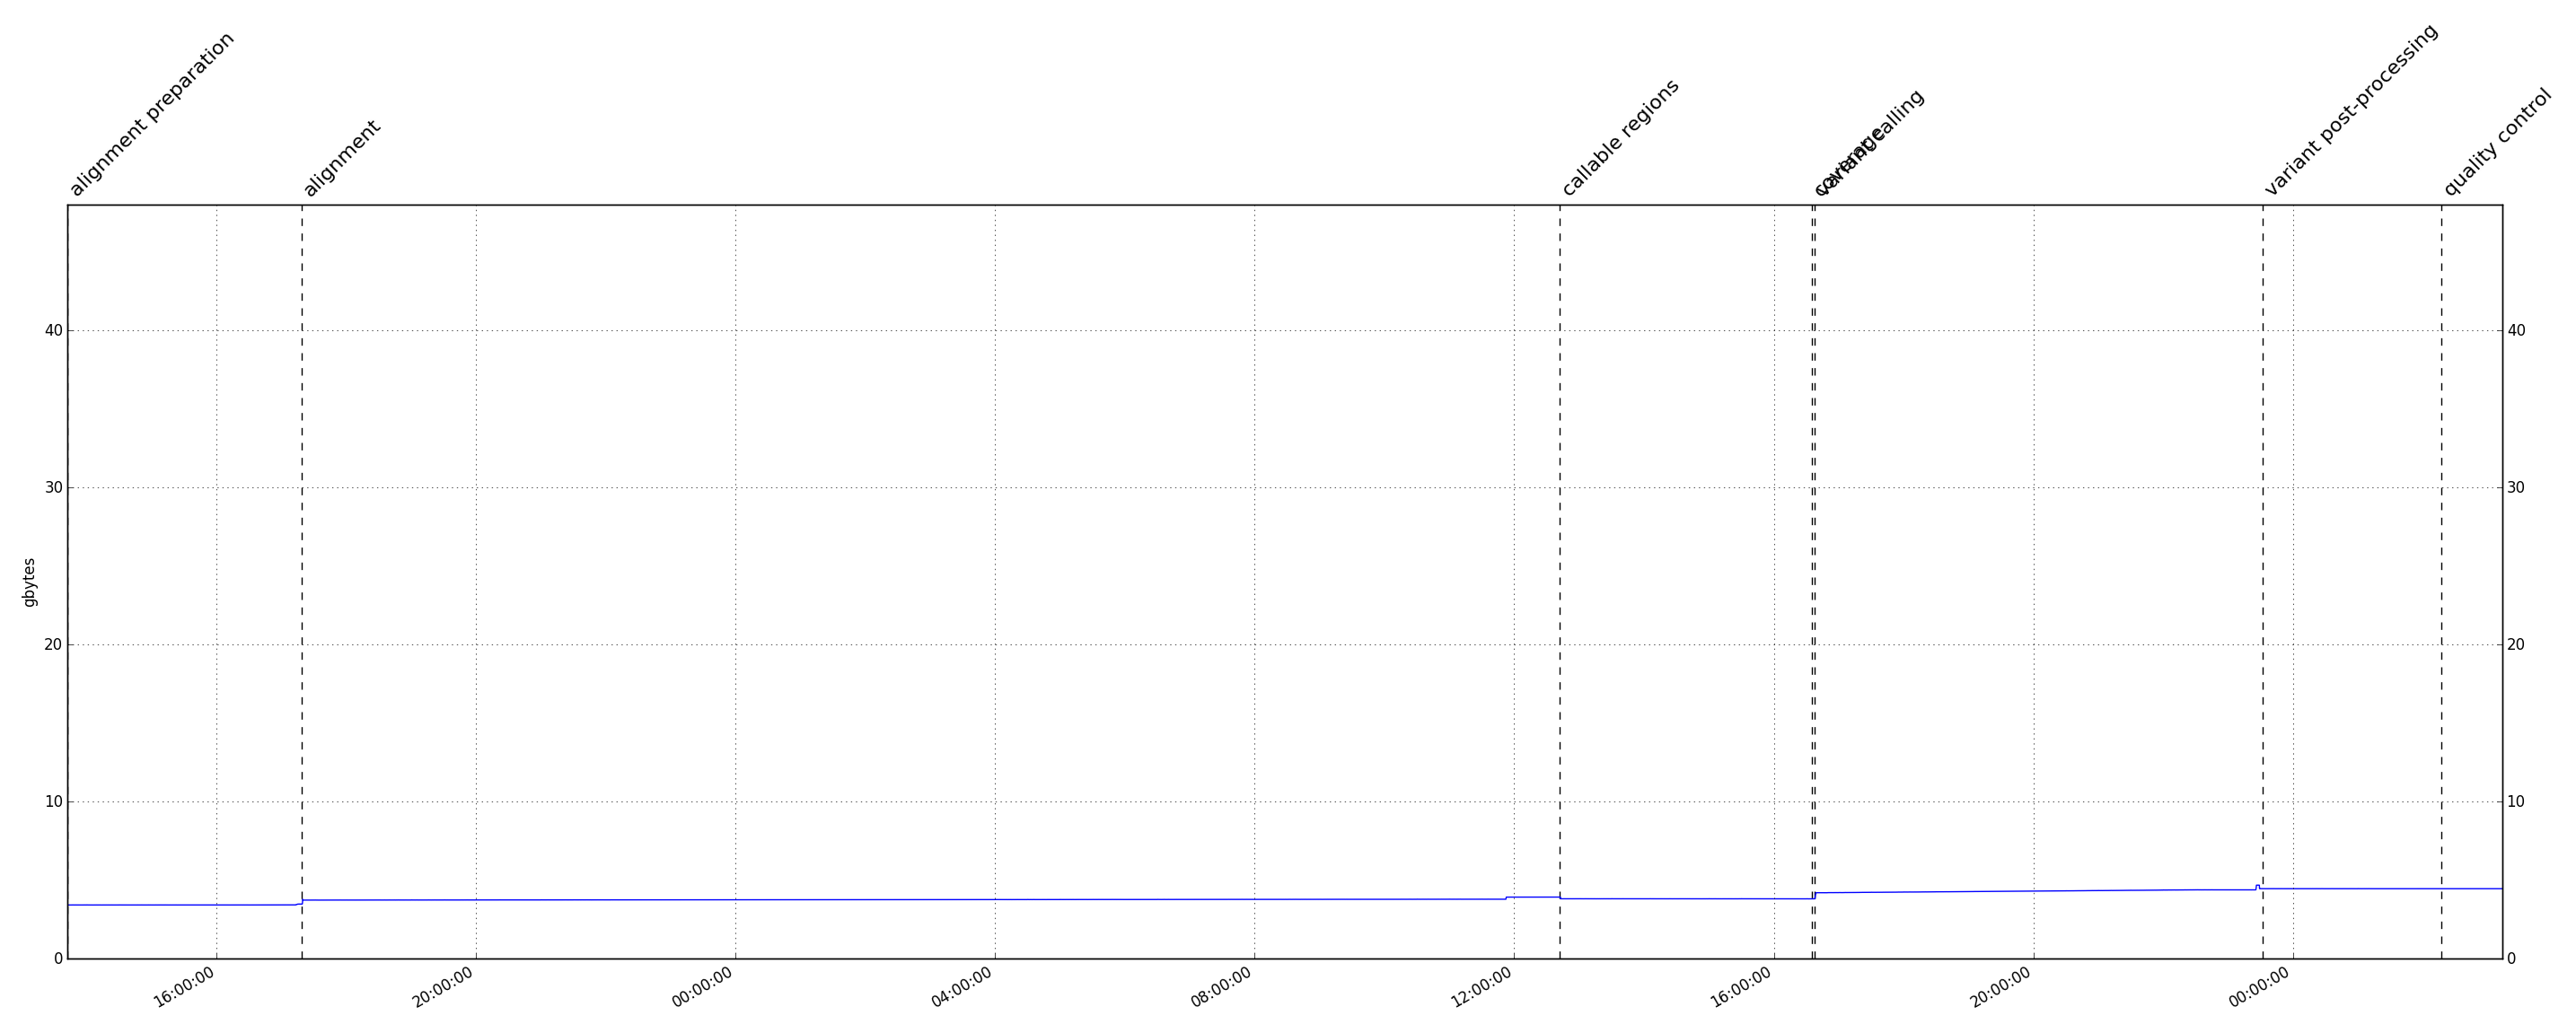 alignment preparation
alignment
callable regions
coverage
variant calling
variant post-processing
quality control
gbytes
40
30
20
10
0
40
30
20
10
0
16:00:00
20:00:00
00:00:00
04:00:00
08:00:00
12:00:00
16:00:00
20:00:00
00:00:00